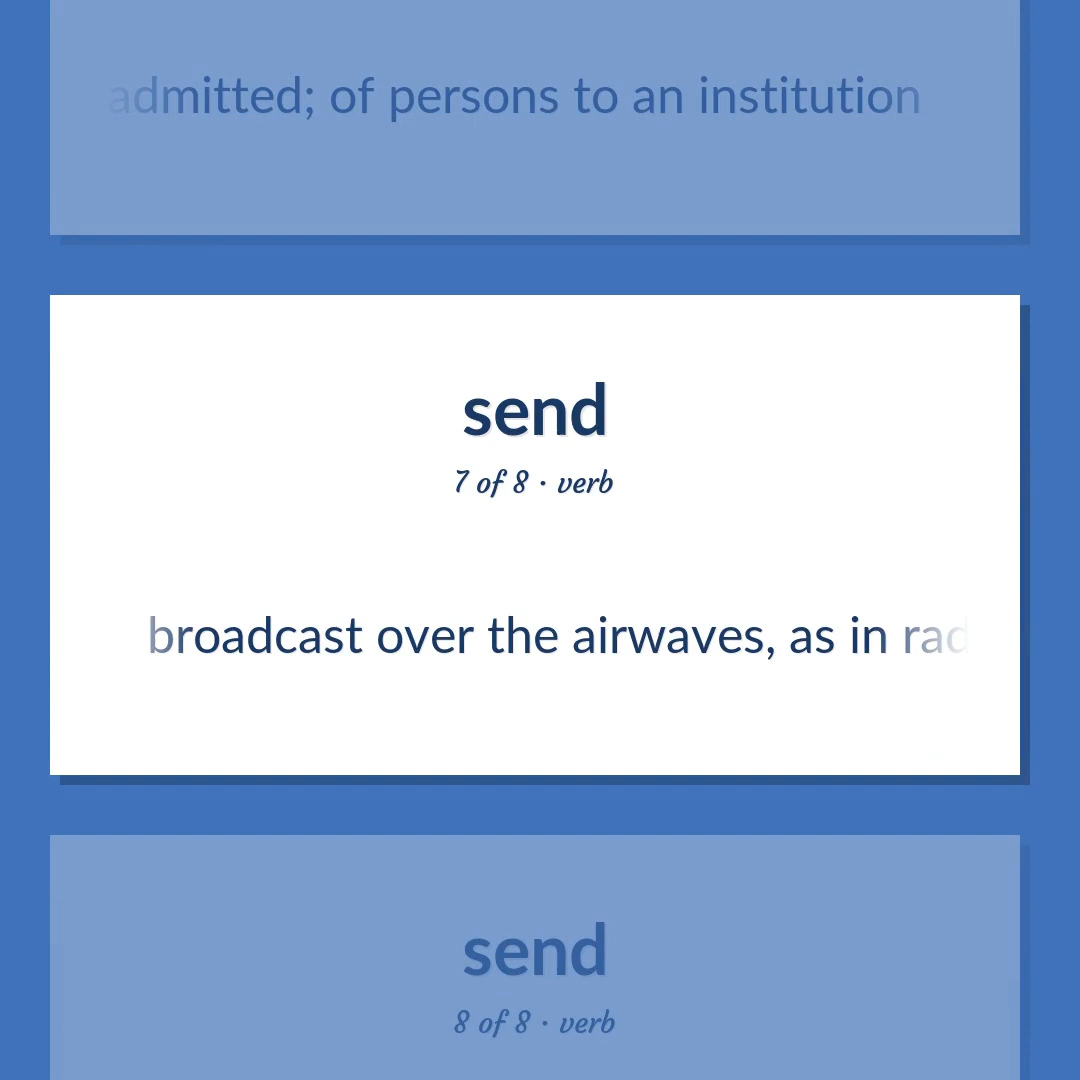 admitted; of persons to an institution
send
7 of 8 · verb
broadcast over the airwaves, as in rad
send
8 of 8 · verb